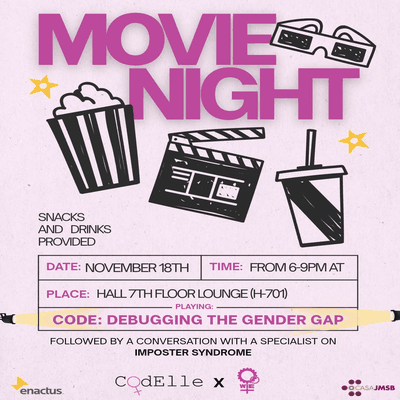 MOVIE
NIGHT
SNACKS
AND DRINKS
PROVIDED
DATE: NOVEMBER 18TH
TIME: FROM 6-9PM AT
PLACE: HALL 7TH FLOOR LOUNGE (H-701)
PLAYING:
CODE: DEBUGGING THE GENDER GAP
FOLLOWED BY A CONVERSATION WITH A SPECIALIST ON
IMPOSTER SYNDROME
enactus
CodElle X WIE
CASAJMSB